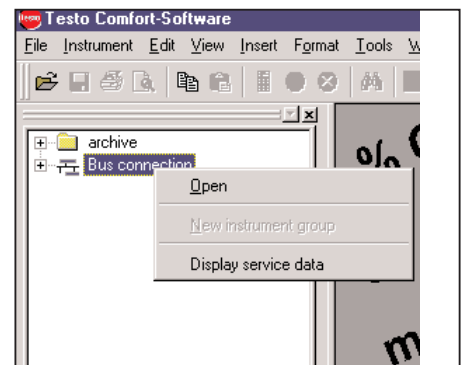 testo Testo Comfort-Software
File Instrument Edit View Insert Format Tools W
archive
Bus connection
Open
New instrument group
Display service data
% 
m